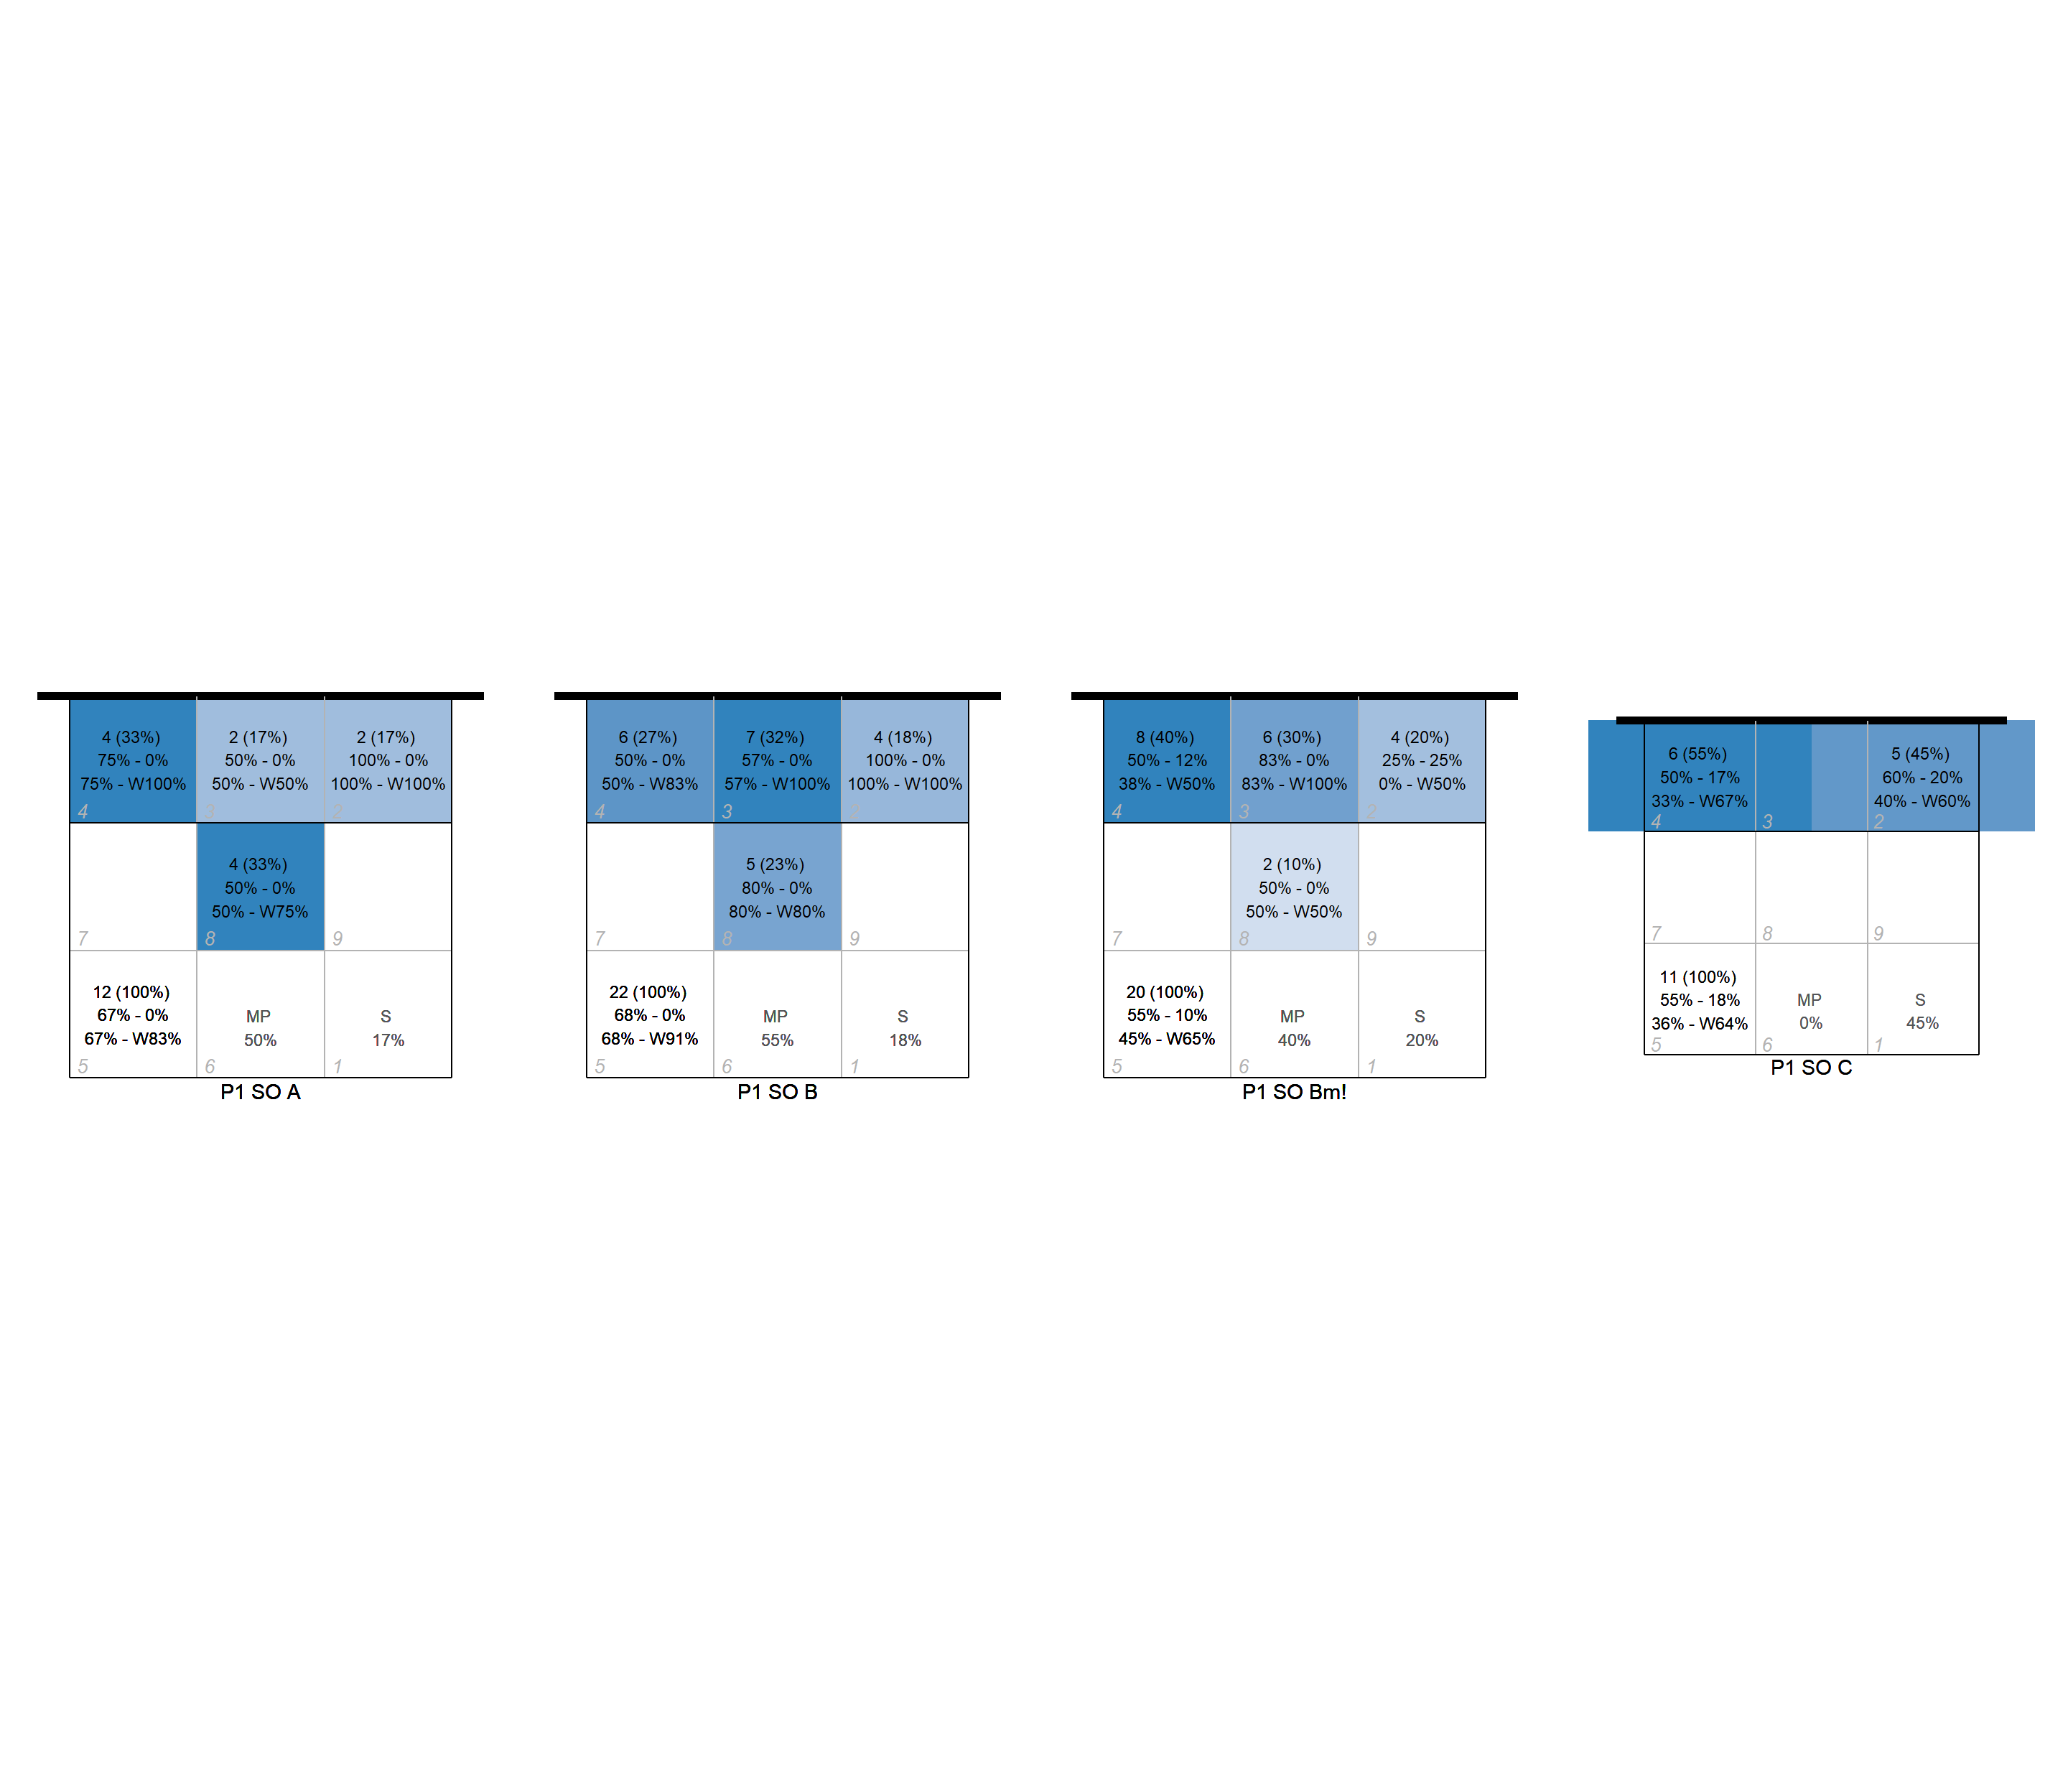 4 (33%)
75% - 0%
75% - W100%
4
2 (17%)
50% - 0%
50% - W50%
3
2 (17%)
100% - 0%
100% - W100%
2
7
4 (33%)
50% - 0%
50% - W75%
8
9
12 (100%)
67% - 0%
67% - W83%
5
MP
50%
6
S
17%
1
P1 SO A
6 (27%)
50% - 0%
50% - W83%
4
7 (32%)
57% - 0%
57% - W100%
3
4 (18%)
100% - 0%
100% - W100%
2
7
5 (23%)
80% - 0%
80% - W80%
8
9
22 (100%)
68% - 0%
68% - W91%
5
MP
55%
6
S
18%
1
P1 SO B
8 (40%)
50% - 12%
38% - W50%
4
6 (30%)
83% - 0%
83% - W100%
3
4 (20%)
25% - 25%
0% - W50%
2
7
2 (10%)
50% - 0%
50% - W50%
8
9
20 (100%)
55% - 10%
45% - W65%
5
MP
40%
6
S
20%
1
P1 SO Bm!
6 (55%)
50% - 17%
33% - W67%
4
3
5 (45%)
60% - 20%
40% - W60%
2
7
8
9
11 (100%)
55% - 18%
36% - W64%
5
MP
0%
6
S
45%
1
P1 SO C